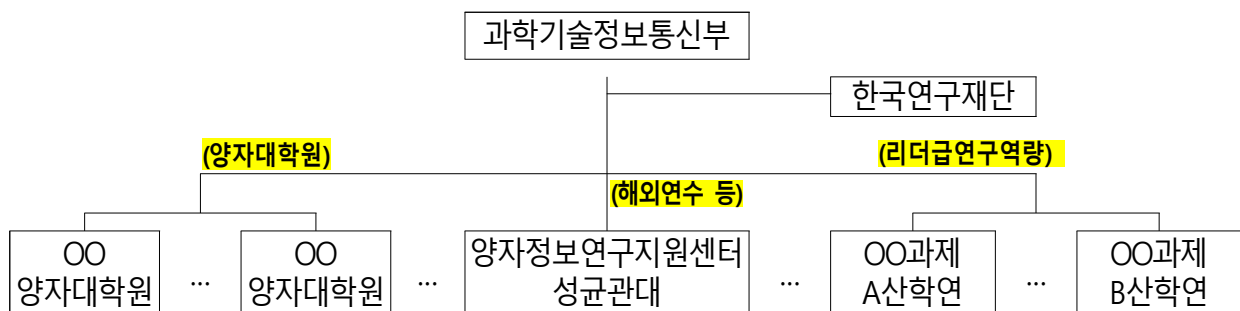 과학기술정보통신부
한국연구재단
(양자대학원)
(리더급연구역량)
(해외연수 등)
OO
양자대학원
...
OO
양자대학원
...
양자정보연구지원센터
성균관대
...
OO과제
A산학연
...
OO과제
B산학연